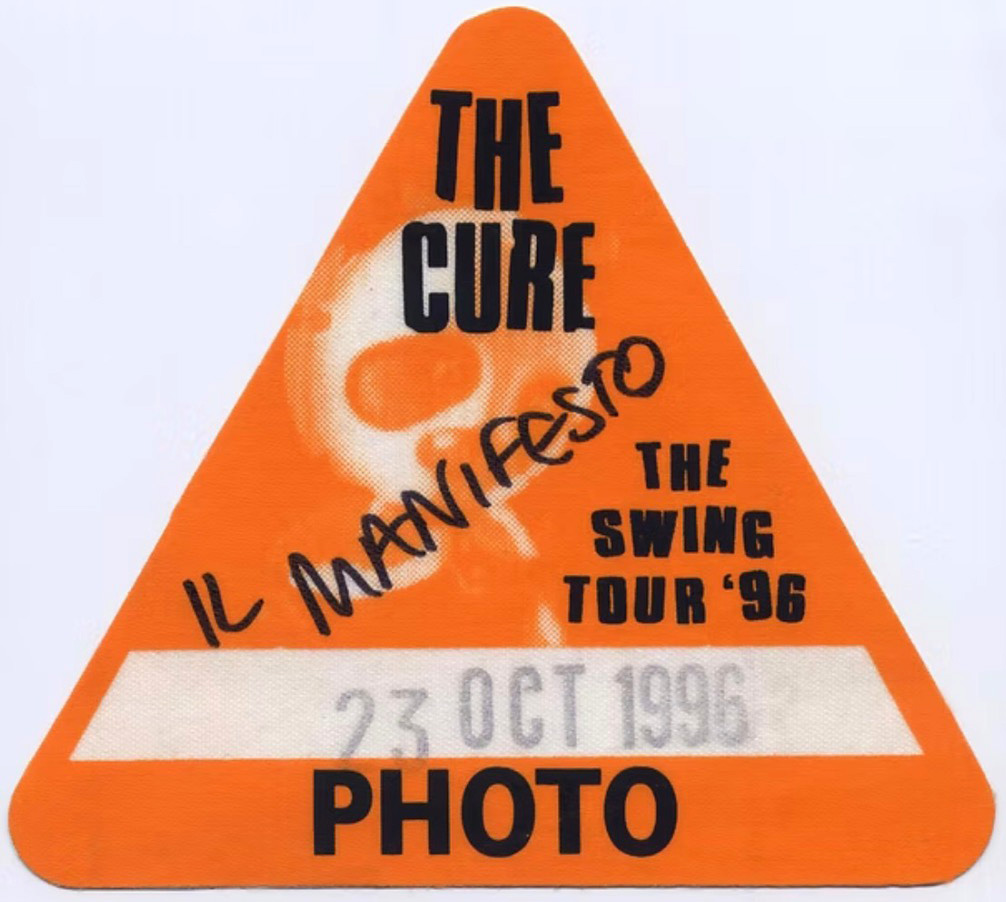 THE
CURE
IL MANIFESTO
THE
SWING
TOUR '96
23 OCT 1996
PHOTO